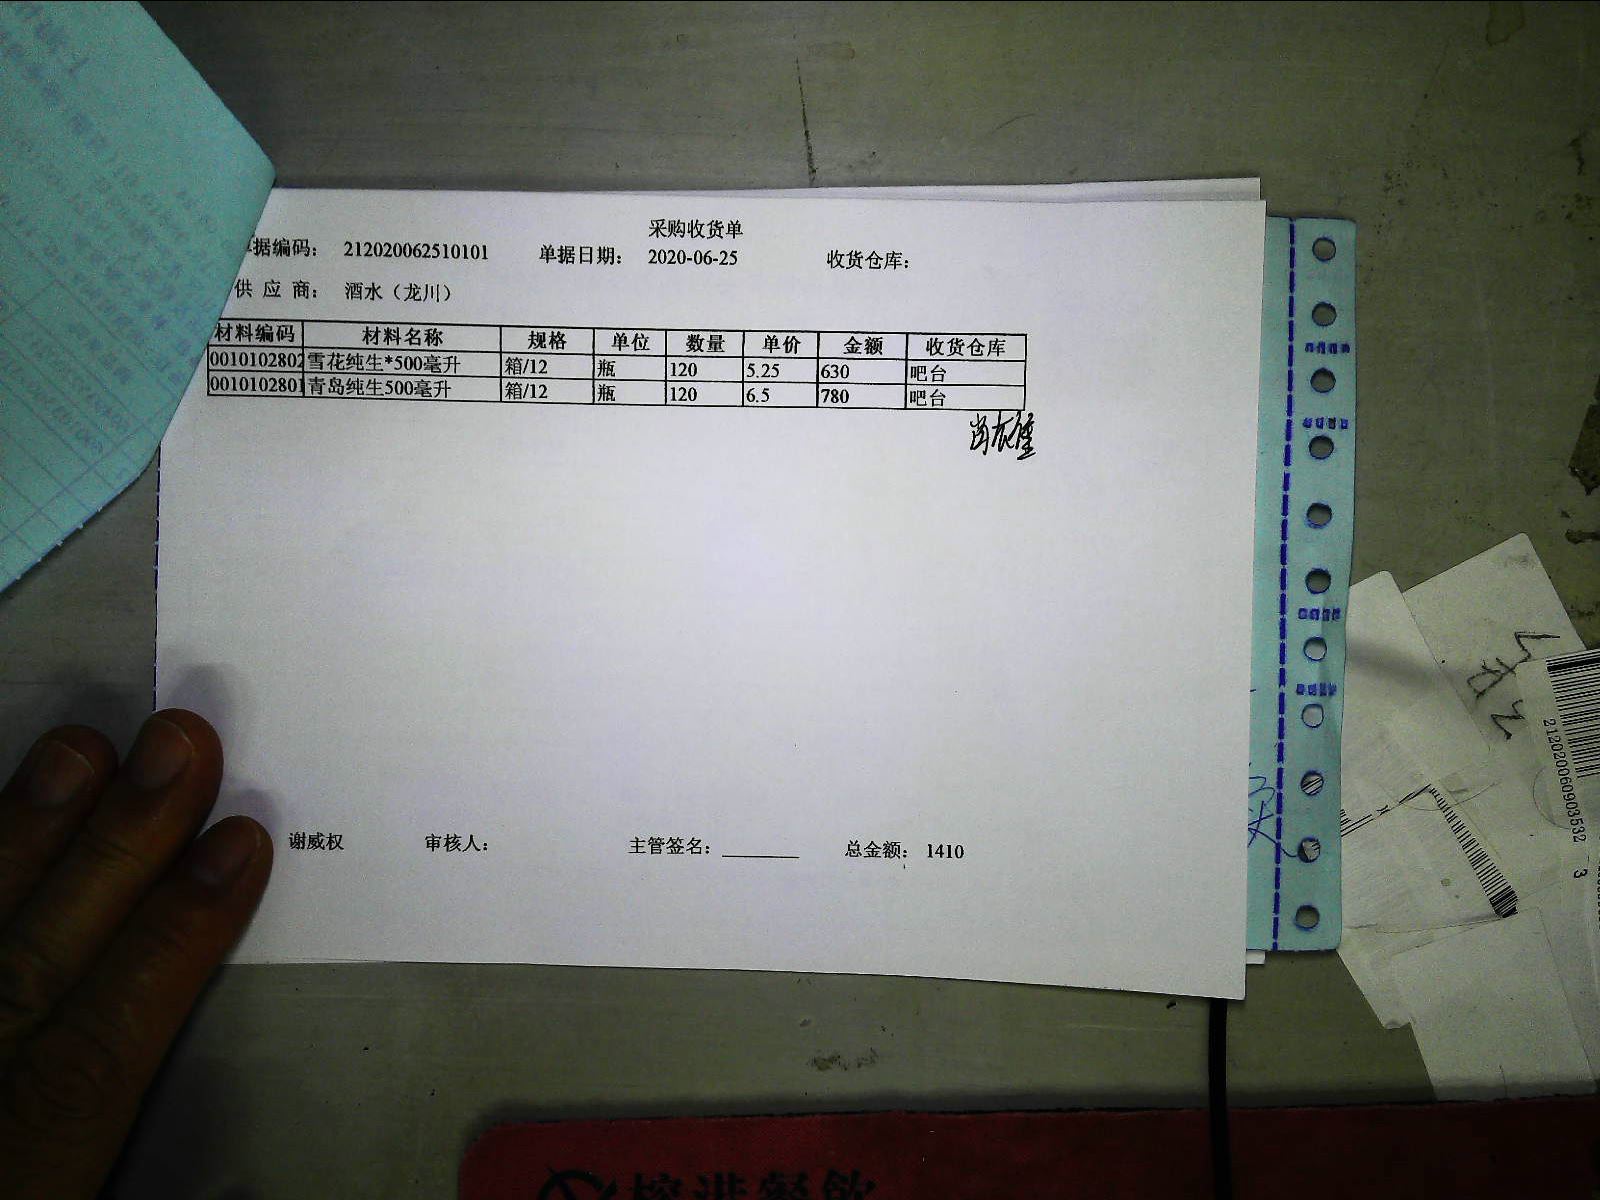 采购收货单
据编码： 212020062510101 单据日期： 2020-06-25 收货仓库：
供 应 商： 酒水（龙川）
材料编码 材料名称 规格 单位 数量 单价 金额 收货仓库
0010102802 雪花纯生*500毫升 箱/12 瓶 120 5.25 630 吧台
0010102801 青岛纯生500毫升 箱/12 瓶 120 6.5 780 吧台
谢威权 审核人： 主管签名： 总金额： 1410
212020060903532 3